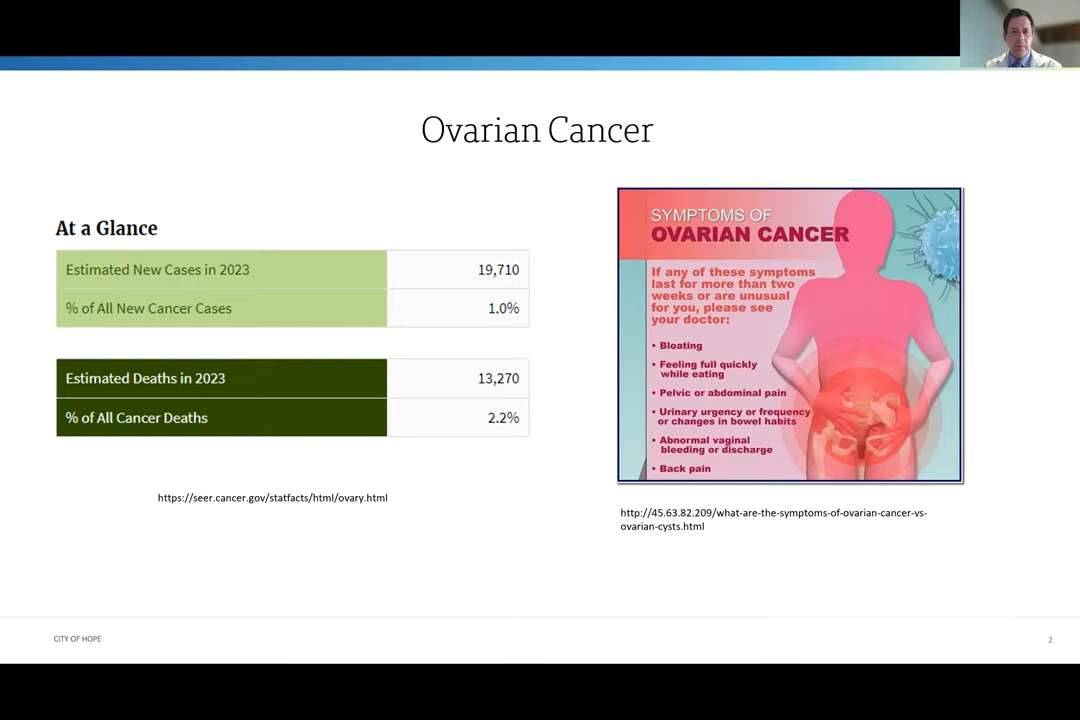 Ovarian Cancer
At a Glance
Estimated New Cases in 2023 19,710
% of All New Cancer Cases 1.0%
Estimated Deaths in 2023 13,270
% of All Cancer Deaths 2.2%
https://seer.cancer.gov/statfacts/html/ovary.html
SYMPTOMS OF
OVARIAN CANCER
If any of these symptoms
last for more than two
weeks or are unusual
for you, please see
your doctor:
• Bloating
• Feeling full quickly
while eating
• Pelvic or abdominal pain
• Urinary urgency or frequency
or changes in bowel habits
• Abnormal vaginal
bleeding or discharge
• Back pain
http://45.63.82.209/what-are-the-symptoms-of-ovarian-cancer-vs-
ovarian-cysts.html
CITY OF HOPE
2